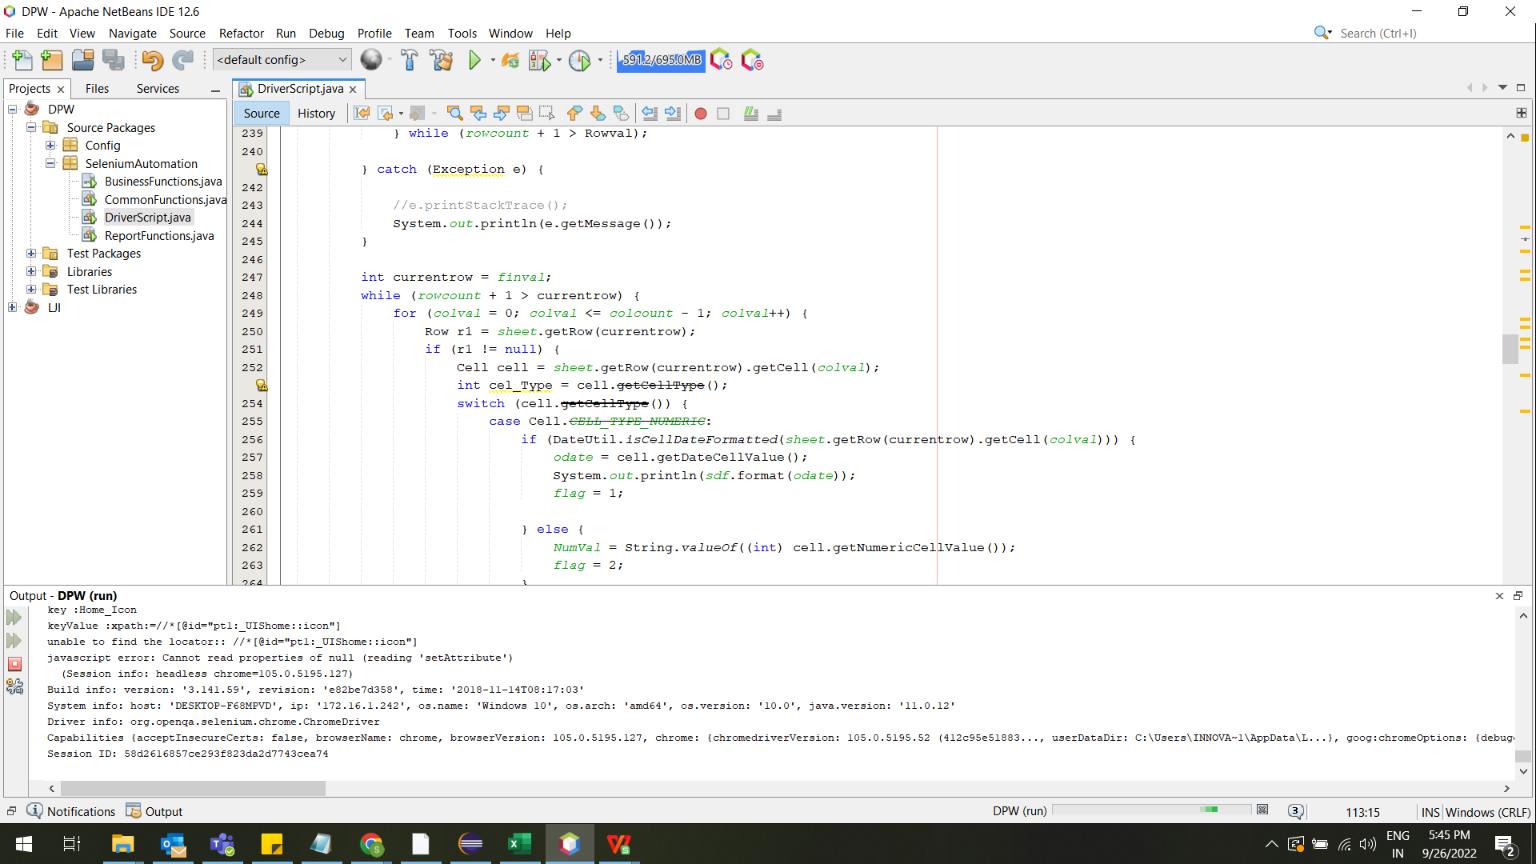 DPW - Apache NetBeans IDE 12.6
File Edit View Navigate Source Refactor Run Debug Profile Team Tools Window Help
Search (Ctrl+I)
<default config>
591.2/695.0MB
Projects Files Services
DriverScript.java
DPW
Source Packages
Config
SeleniumAutomation
BusinessFunctions.java
CommonFunctions.java
DriverScript.java
ReportFunctions.java
Test Packages
Libraries
Test Libraries
IJI
Source History
239 } while (rowcount + 1 > Rowval);
240
} catch (Exception e) {
242
243 //e.printStackTrace();
244 System.out.println(e.getMessage());
245 }
246
247 int currentrow = finval;
248 while (rowcount + 1 > currentrow) {
249 for (colval = 0; colval <= colcount - 1; colval++) {
250 Row r1 = sheet.getRow(currentrow);
251 if (r1 != null) {
252 Cell cell = sheet.getRow(currentrow).getCell(colval);
int cel_Type = cell.getCellType();
254 switch (cell.getCellType()) {
255 case Cell.CELL_TYPE_NUMERIC:
256 if (DateUtil.isCellDateFormatted(sheet.getRow(currentrow).getCell(colval))) {
257 odate = cell.getDateCellValue();
258 System.out.println(sdf.format(odate));
259 flag = 1;
260
261 } else {
262 NumVal = String.valueOf((int) cell.getNumericCellValue());
263 flag = 2;
264 }
Output - DPW (run)
key :Home_Icon
keyValue :xpath:=//*[@id="pt1:_UIShome::icon"]
unable to find the locator:: //*[@id="pt1:_UIShome::icon"]
javascript error: Cannot read properties of null (reading 'setAttribute')
(Session info: headless chrome=105.0.5195.127)
Build info: version: '3.141.59', revision: 'e82be7d358', time: '2018-11-14T08:17:03'
System info: host: 'DESKTOP-F68MPVD', ip: '172.16.1.242', os.name: 'Windows 10', os.arch: 'amd64', os.version: '10.0', java.version: '11.0.12'
Driver info: org.openqa.selenium.chrome.ChromeDriver
Capabilities {acceptInsecureCerts: false, browserName: chrome, browserVersion: 105.0.5195.127, chrome: {chromedriverVersion: 105.0.5195.52 (412c95e51883..., userDataDir: C:\Users\INNOVA~1\AppData\L...}, goog:chromeOptions: {debug
Session ID: 58d2616857ce293f823da2d7743cea74
Notifications Output
DPW (run)
3
113:15
INS Windows (CRLF)
ENG
IN
5:45 PM
9/26/2022
2